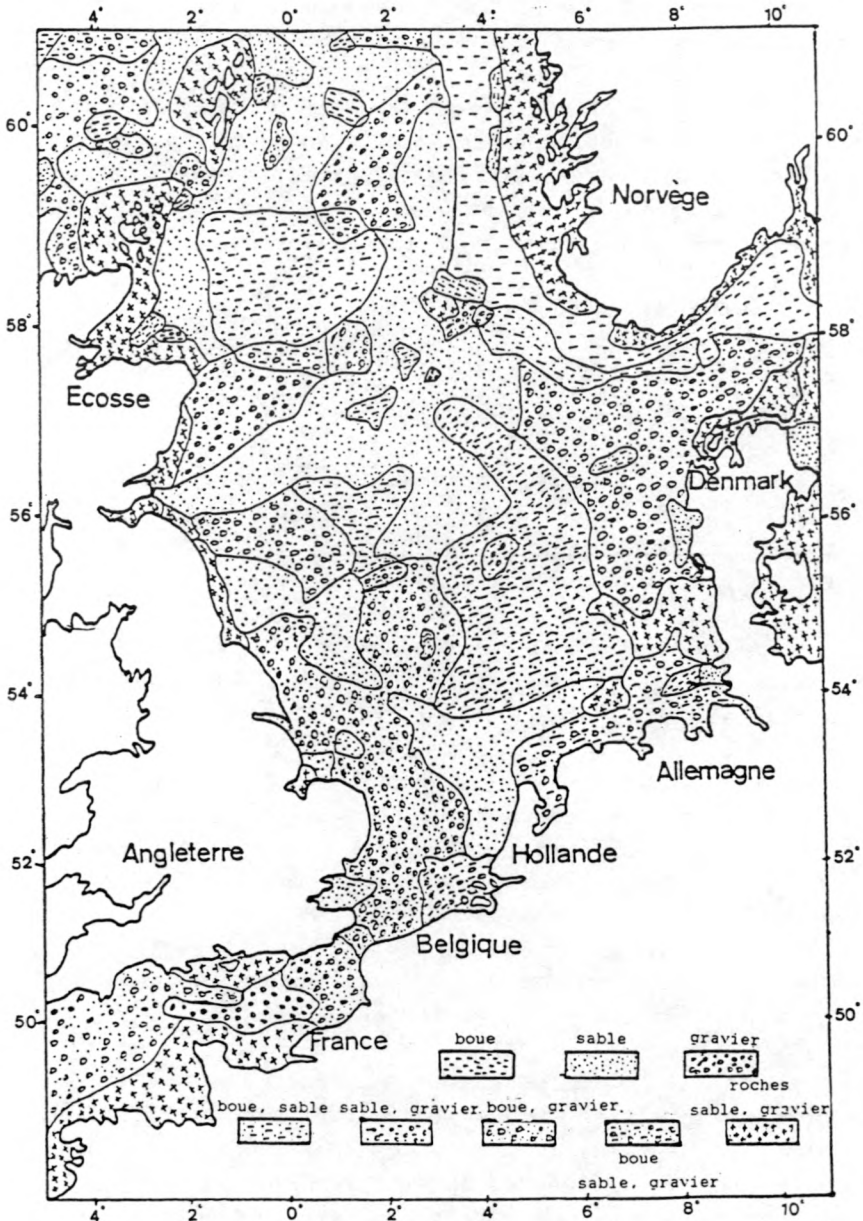 4° 2° 0° 2° 4° 6° 8° 10°
60° 60°
Norvège
58° 58°
Ecosse
Denmark
56° 56°
54° 54°
Allemagne
52° Angleterre Hollande 52°
Belgique
50° 50°
France
boue sable gravier
roches
boue, sable sable, gravier boue, gravier sable, gravier
boue
sable, gravier
4° 2° 0° 2° 4° 6° 8° 10°